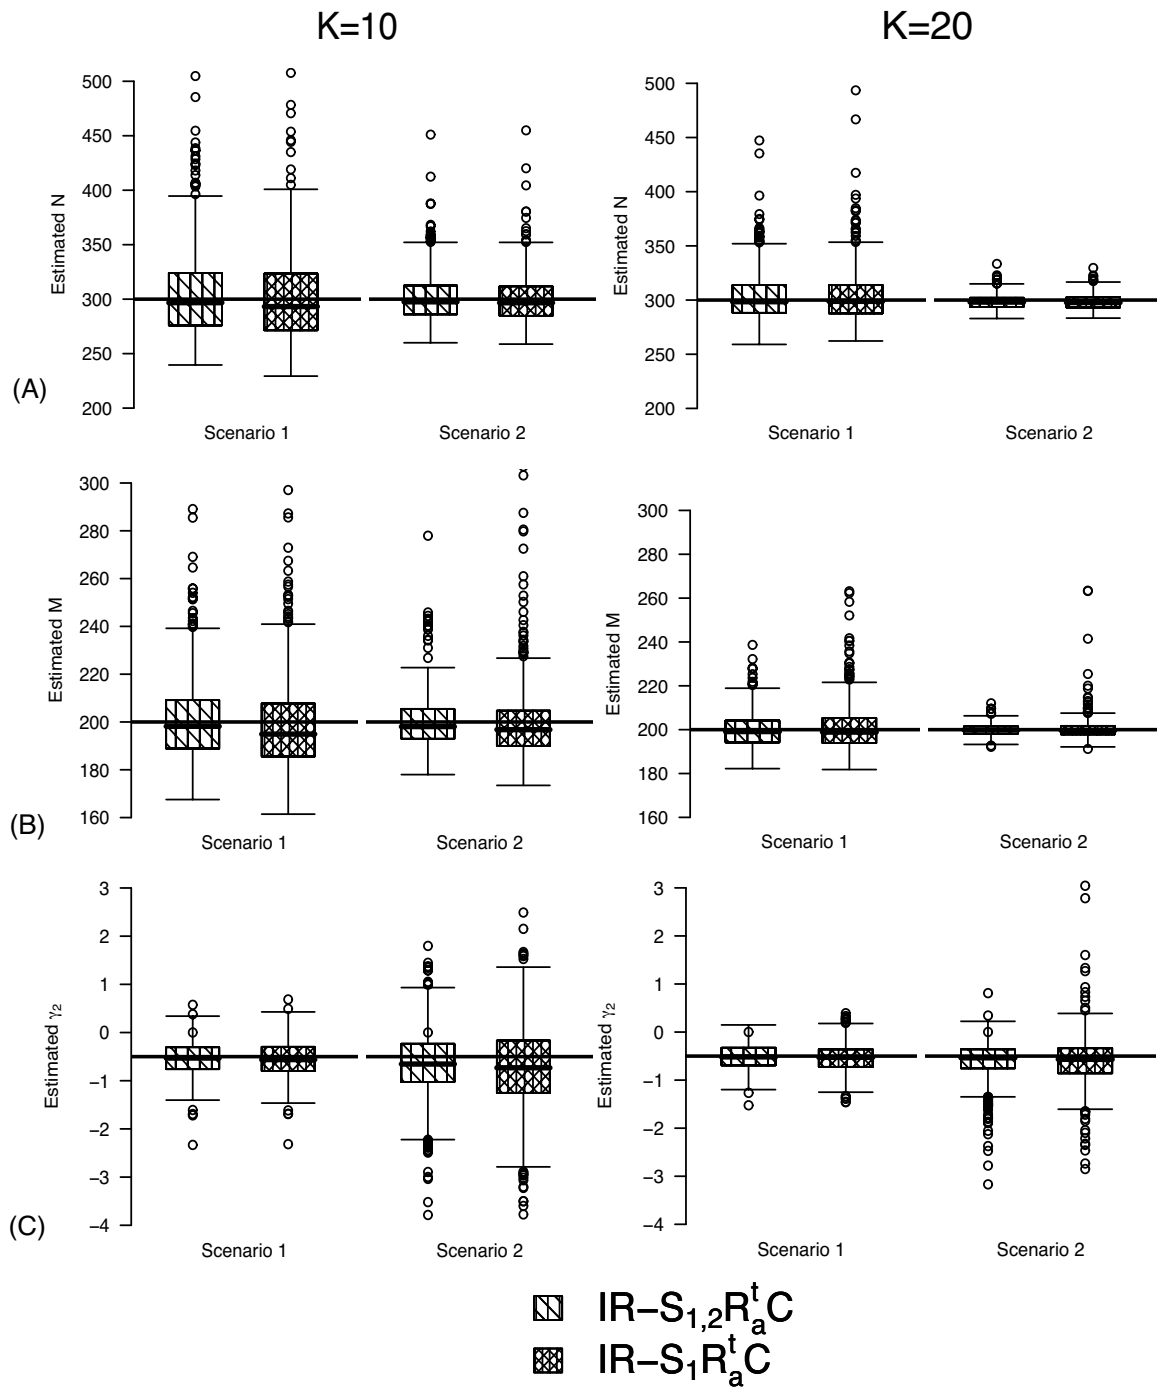 K=10
K=20
Estimated N
500
450
400
350
300
250
200
Scenario 1
Scenario 2
Estimated N
500
450
400
350
300
250
200
Scenario 1
Scenario 2
(A)
Estimated M
300
280
260
240
220
200
180
160
Scenario 1
Scenario 2
Estimated M
300
280
260
240
220
200
180
160
Scenario 1
Scenario 2
(B)
Estimated γ₂
3
2
1
0
−1
−2
−3
−4
Scenario 1
Scenario 2
Estimated γ₂
3
2
1
0
−1
−2
−3
−4
Scenario 1
Scenario 2
(C)
IR−S₁,₂RₐᵗC
IR−S₁RₐᵗC